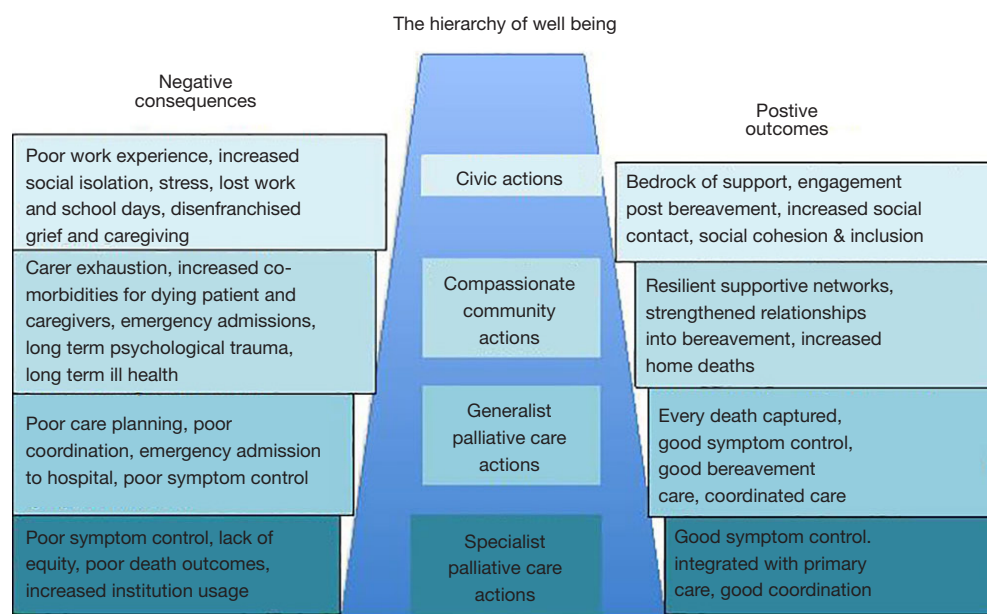 The hierarchy of well being
Negative
consequences
Postive
outcomes
Poor work experience, increased
social isolation, stress, lost work
and school days, disenfranchised
grief and caregiving
Civic actions
Bedrock of support, engagement
post bereavement, increased social
contact, social cohesion & inclusion
Carer exhaustion, increased co-
morbidities for dying patient and
caregivers, emergency admissions,
long term psychological trauma,
long term ill health
Compassionate
community
actions
Resilient supportive networks,
strengthened relationships
into bereavement, increased
home deaths
Poor care planning, poor
coordination, emergency admission
to hospital, poor symptom control
Generalist
palliative care
actions
Every death captured,
good symptom control,
good bereavement
care, coordinated care
Poor symptom control, lack of
equity, poor death outcomes,
increased institution usage
Specialist
palliative care
actions
Good symptom control.
integrated with primary
care, good coordination